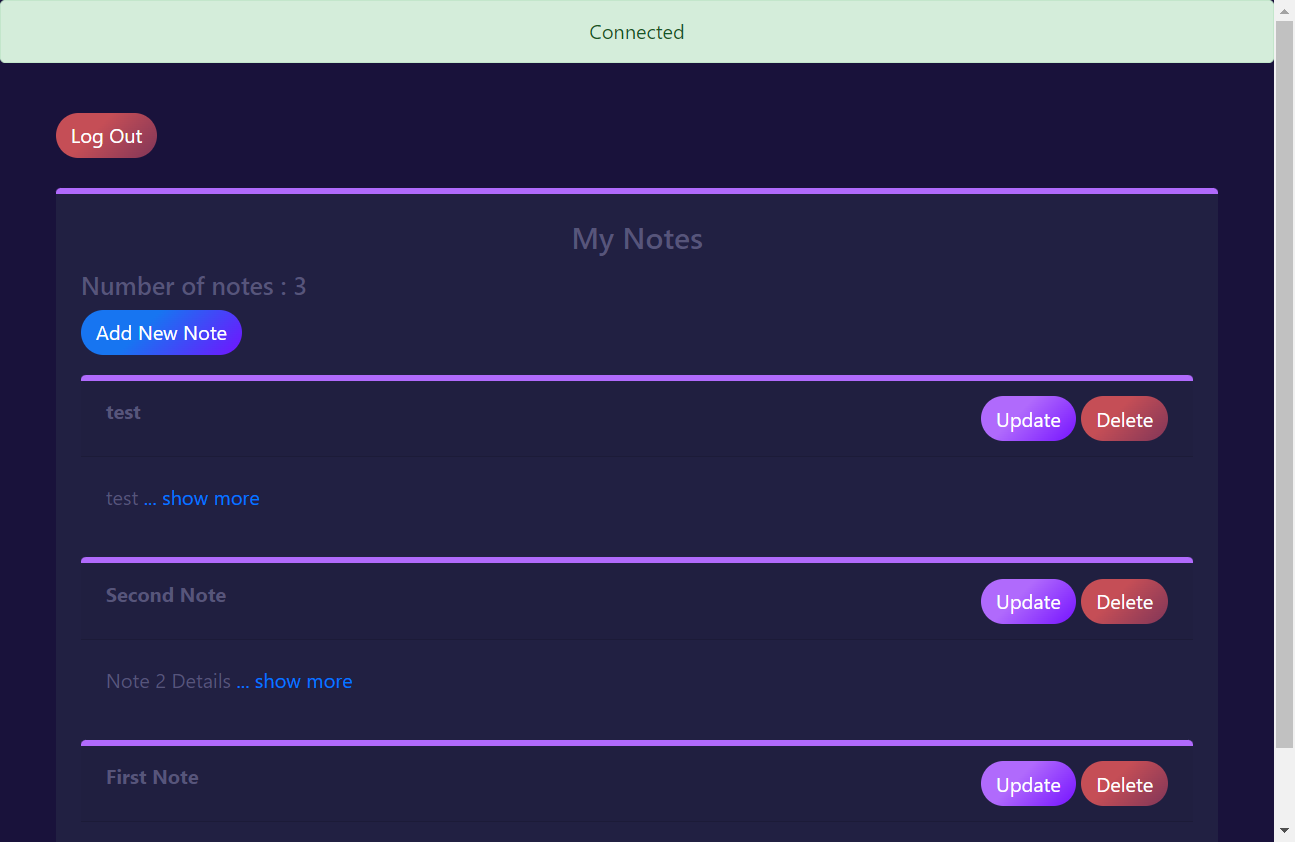 Connected
Log Out
My Notes
Number of notes : 3
Add New Note
test Update Delete
test ... show more
Second Note Update Delete
Note 2 Details ... show more
First Note Update Delete